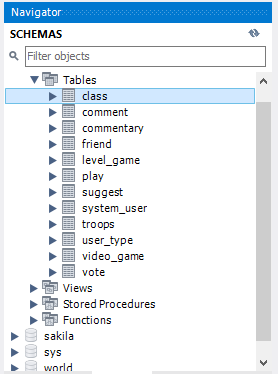 Navigator
SCHEMAS
Filter objects
Tables
class
comment
commentary
friend
level_game
play
suggest
system_user
troops
user_type
video_game
vote
Views
Stored Procedures
Functions
sakila
sys
world